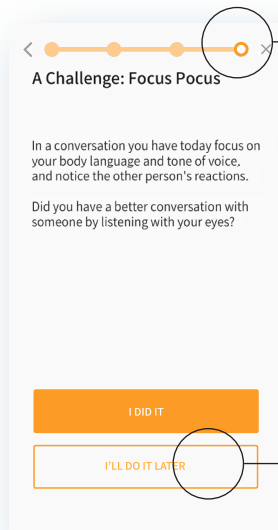 A Challenge: Focus Pocus
In a conversation you have today focus on
your body language and tone of voice,
and notice the other person's reactions.
Did you have a better conversation with
someone by listening with your eyes?
I DID IT
I'LL DO IT LATER